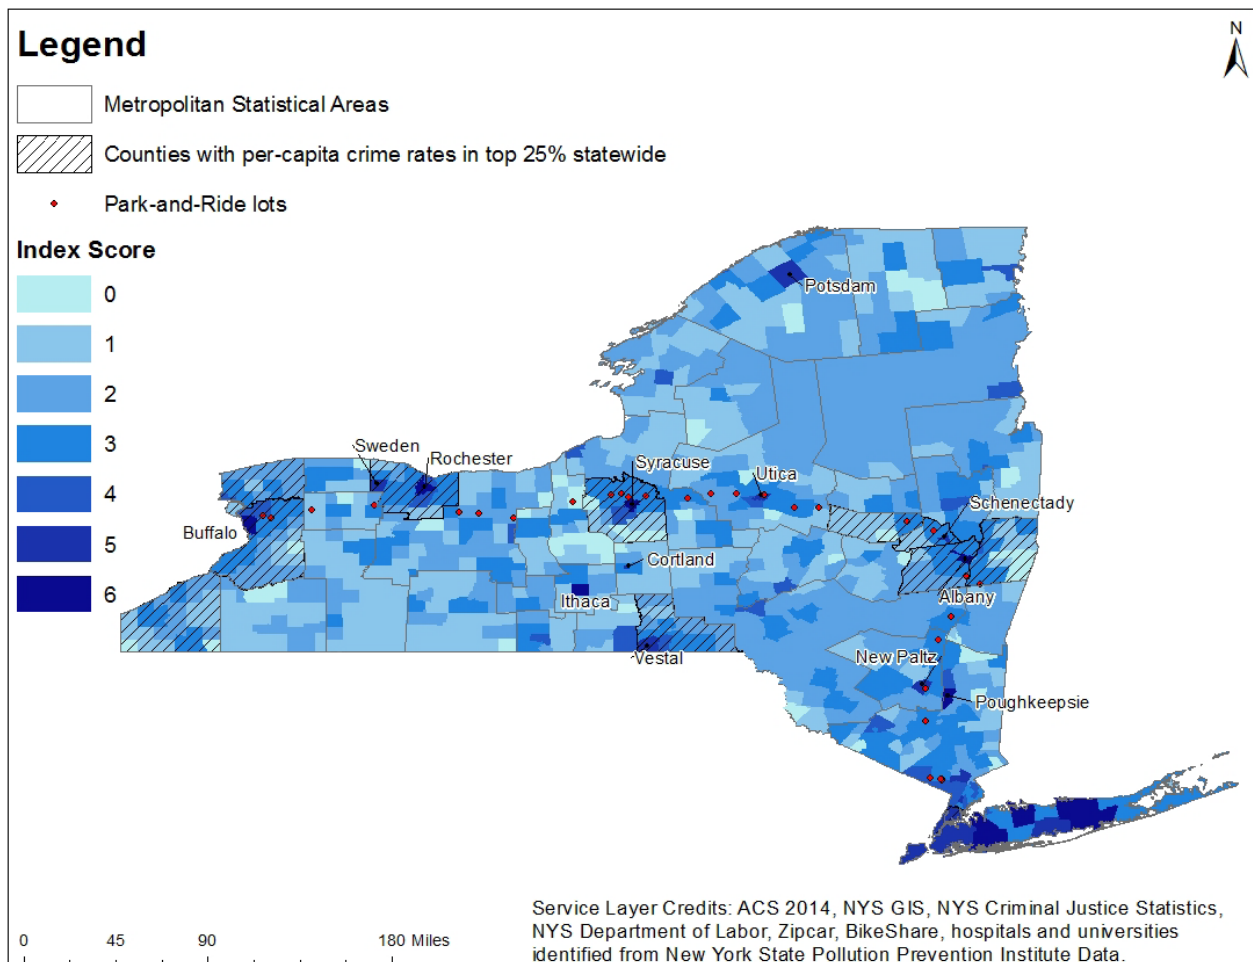 Legend
N
Metropolitan Statistical Areas
Counties with per-capita crime rates in top 25% statewide
Park-and-Ride lots
Index Score
0
1
2
3
4
5
6
Potsdam
Sweden
Rochester
Syracuse
Utica
Schenectady
Buffalo
Cortland
Ithaca
Albany
Vestal
New Paltz
Poughkeepsie
Service Layer Credits: ACS 2014, NYS GIS, NYS Criminal Justice Statistics,
NYS Department of Labor, Zipcar, BikeShare, hospitals and universities
identified from New York State Pollution Prevention Institute Data.
0 45 90 180 Miles